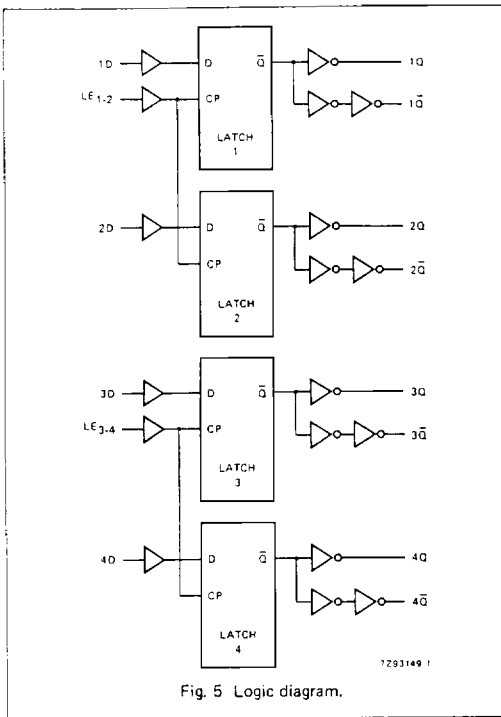 1D D Q̄ 1Q
LE1-2 CP 1Q̄
LATCH
1
2D D Q̄ 2Q
2Q̄
CP
LATCH
2
3D D Q̄ 3Q
LE3-4 CP 3Q̄
LATCH
3
4D D Q̄ 4Q
4Q̄
CP
LATCH
4
7Z93149.1
Fig. 5 Logic diagram.